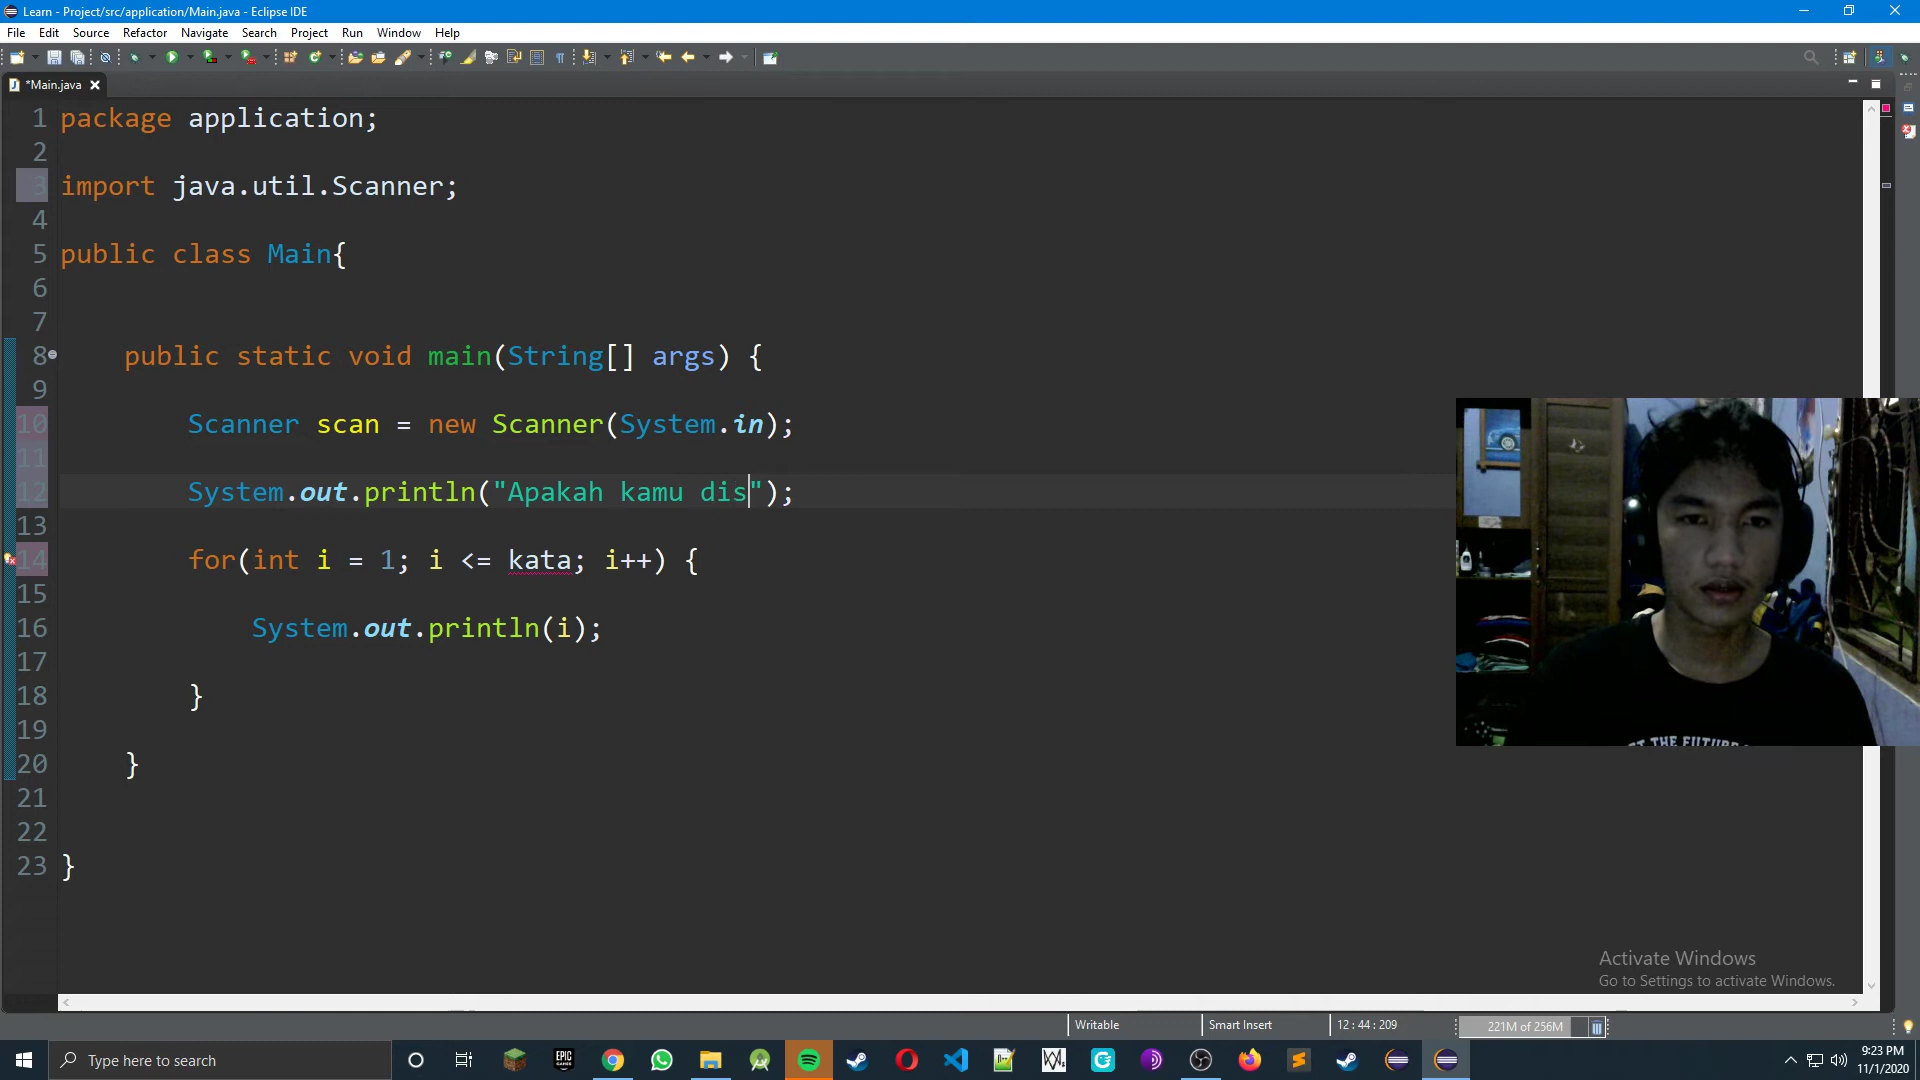 Learn - Project/src/application/Main.java - Eclipse IDE
File Edit Source Refactor Navigate Search Project Run Window Help
*Main.java
1 package application;
2
3 import java.util.Scanner;
4
5 public class Main{
6
7
8 public static void main(String[] args) {
9
10 Scanner scan = new Scanner(System.in);
11
12 System.out.println("Apakah kamu dis");
13
14 for(int i = 1; i <= kata; i++) {
15
16 System.out.println(i);
17
18 }
19
20 }
21
22
23 }
Activate Windows
Go to Settings to activate Windows.
Writable Smart Insert 12 : 44 : 209 221M of 256M
Type here to search
EPIC GAMES
9:23 PM
11/1/2020